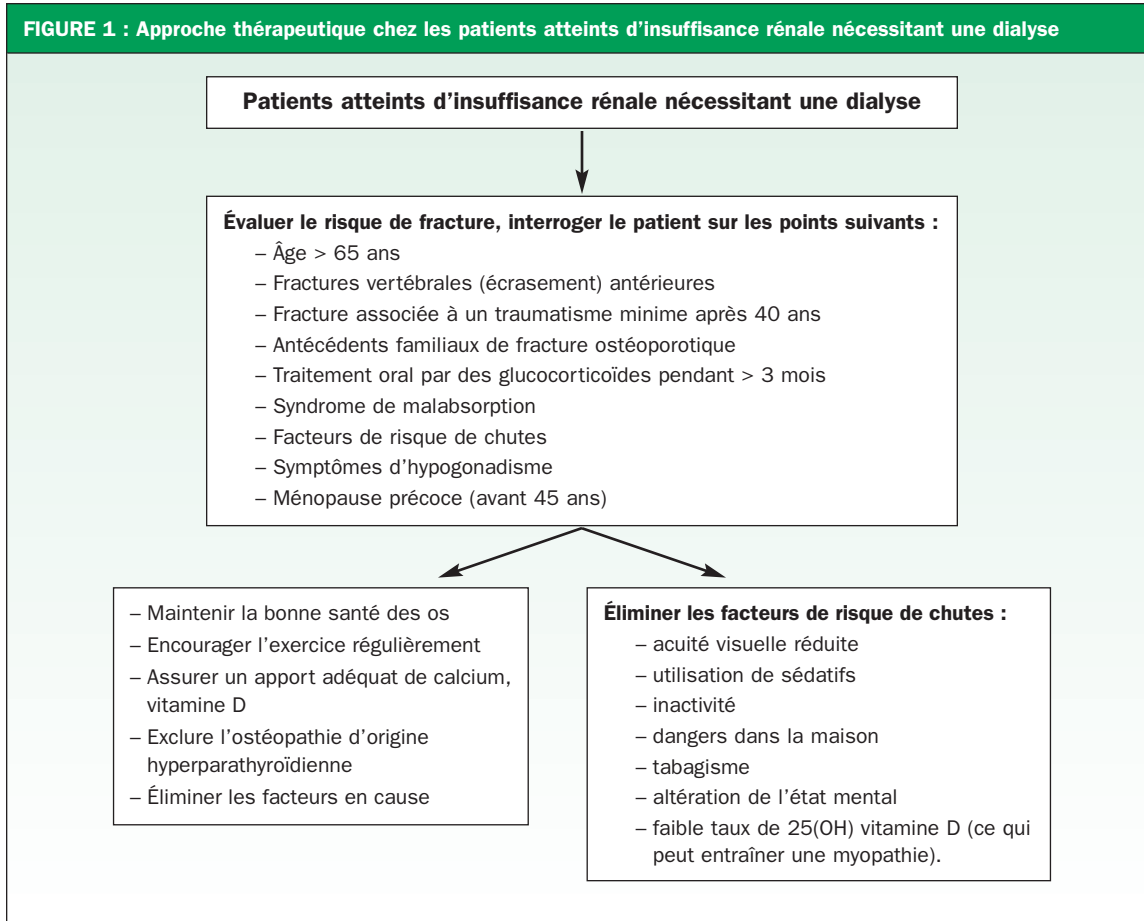 FIGURE 1 : Approche thérapeutique chez les patients atteints d’insuffisance rénale nécessitant une dialyse
Patients atteints d’insuffisance rénale nécessitant une dialyse
Évaluer le risque de fracture, interroger le patient sur les points suivants :
– Âge > 65 ans
– Fractures vertébrales (écrasement) antérieures
– Fracture associée à un traumatisme minime après 40 ans
– Antécédents familiaux de fracture ostéoporotique
– Traitement oral par des glucocorticoïdes pendant > 3 mois
– Syndrome de malabsorption
– Facteurs de risque de chutes
– Symptômes d’hypogonadisme
– Ménopause précoce (avant 45 ans)
– Maintenir la bonne santé des os
– Encourager l’exercice régulièrement
– Assurer un apport adéquat de calcium,
vitamine D
– Exclure l’ostéopathie d’origine
hyperparathyroïdienne
– Éliminer les facteurs en cause
Éliminer les facteurs de risque de chutes :
– acuité visuelle réduite
– utilisation de sédatifs
– inactivité
– dangers dans la maison
– tabagisme
– altération de l’état mental
– faible taux de 25(OH) vitamine D (ce qui
peut entraîner une myopathie).